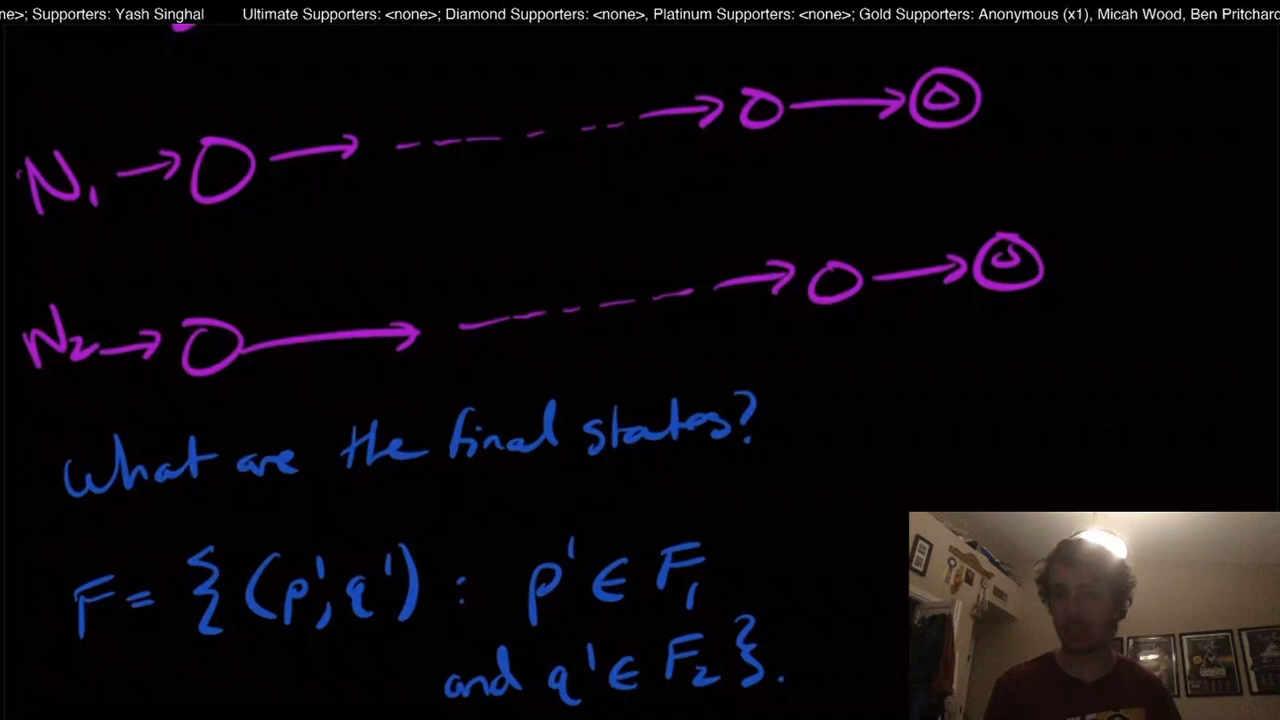 ne>; Supporters: Yash Singhal Ultimate Supporters: <none>; Diamond Supporters: <none>, Platinum Supporters: <none>; Gold Supporters: Anonymous (x1), Micah Wood, Ben Pritchard
N₁
N₂
What are the final states?
F = {(p', q') : p' ∈ F₁
and q' ∈ F₂}.